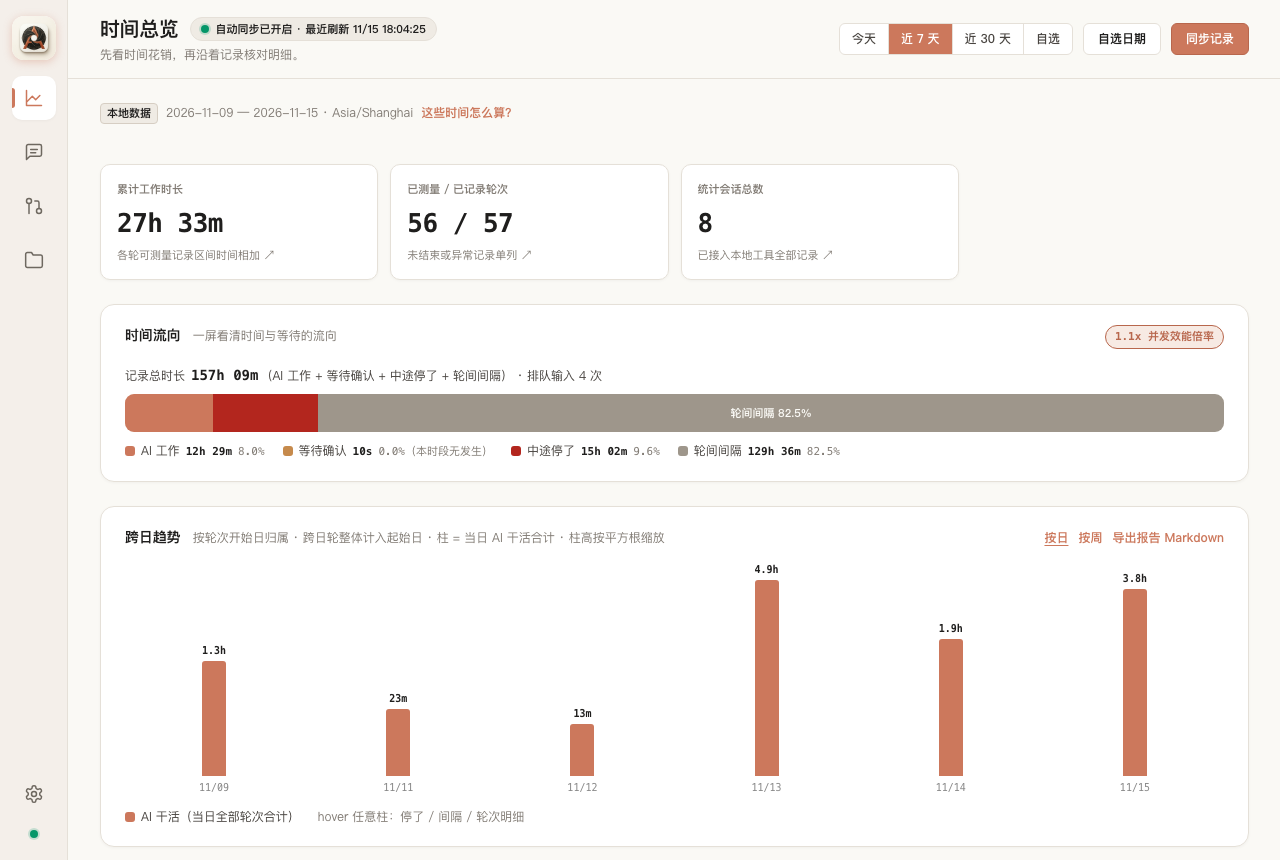 时间总览
自动同步已开启 · 最近刷新 11/15 18:04:25
先看时间花销，再沿着记录核对明细。
今天
近 7 天
近 30 天
自选
自选日期
同步记录
本地数据
2026-11-09 — 2026-11-15 · Asia/Shanghai
这些时间怎么算?
累计工作时长
27h 33m
各轮可测量记录区间时间相加 ↗
已测量 / 已记录轮次
56 / 57
未结束或异常记录单列 ↗
统计会话总数
8
已接入本地工具全部记录 ↗
时间流向
一屏看清时间与等待的流向
1.1x 并发效能倍率
记录总时长 157h 09m (AI 工作 + 等待确认 + 中途停了 + 轮间间隔) · 排队输入 4 次
轮间间隔 82.5%
AI 工作 12h 29m 8.0%
等待确认 10s 0.0% (本时段无发生)
中途停了 15h 02m 9.6%
轮间间隔 129h 36m 82.5%
跨日趋势
按轮次开始日归属 · 跨日轮整体计入起始日 · 柱 = 当日 AI 干活合计 · 柱高按平方根缩放
按日
按周
导出报告 Markdown
1.3h
23m
13m
4.9h
1.9h
3.8h
11/09
11/11
11/12
11/13
11/14
11/15
AI 干活（当日全部轮次合计）
hover 任意柱：停了 / 间隔 / 轮次明细